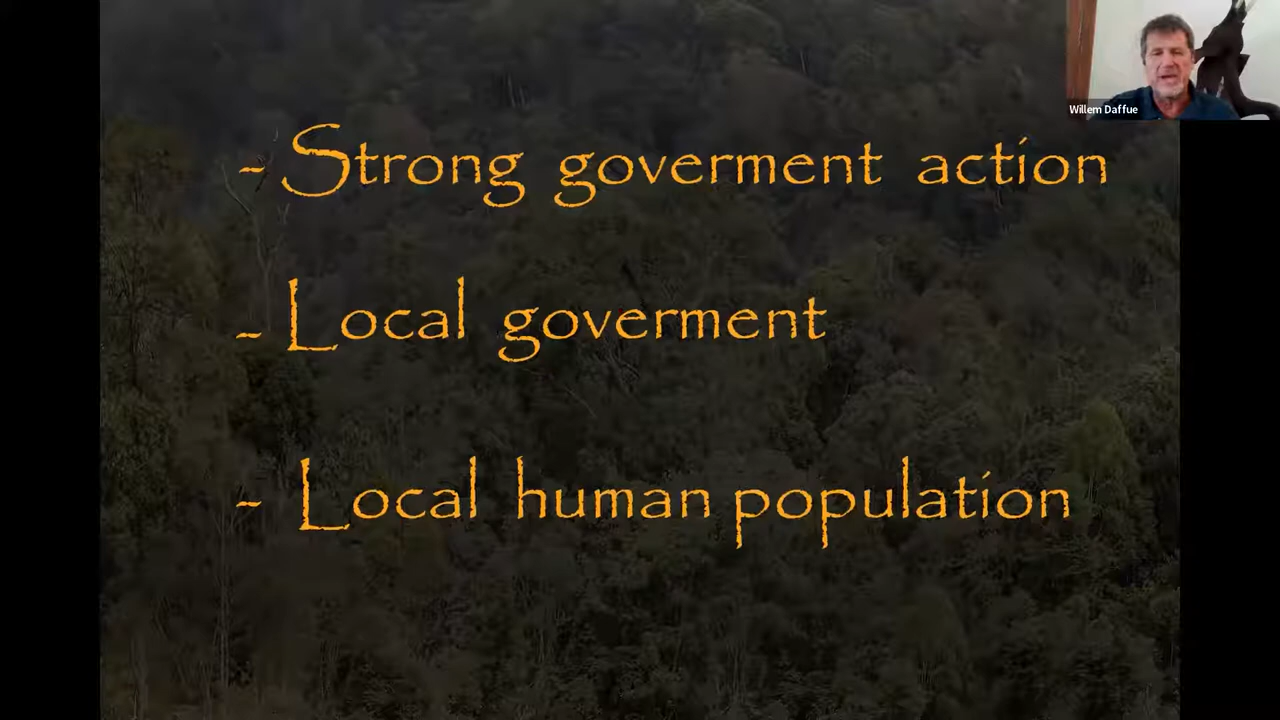 Willem Daffue
- Strong goverment action
- Local goverment
- Local human population